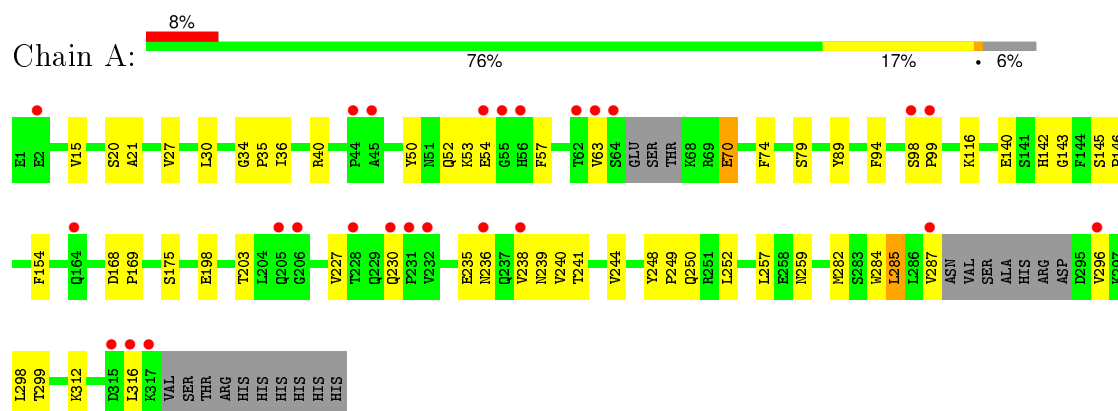 8%
Chain A:
76% 17% • 6%
E1 E2 V15 S20 A21 V27 L30 G34 P35 I36 R40 P44 A45 Y50 N51 Q52 K53 E54 G55 H56 F57 T62 V63 S64 GLU SER THR K68 R69 E70 F74 S79 Y89 F94 S98 P99 K116 E140 S141 H142 G143 F144 S145 P146
F154 Q164 D168 P169 S175 E198 T203 L204 Q205 G206 V227 T228 Q229 Q230 P231 V232 E235 N236 Q237 V238 N239 V240 T241 V244 Y248 P249 Q250 R251 L252 L257 E258 N259 M282 S283 W284 L285 L286 V287 ASN VAL SER ALA HIS ARG ASP D295 V296 K297
L298 T299 K312 D315 L316 K317 VAL SER THR ARG HIS HIS HIS HIS HIS HIS